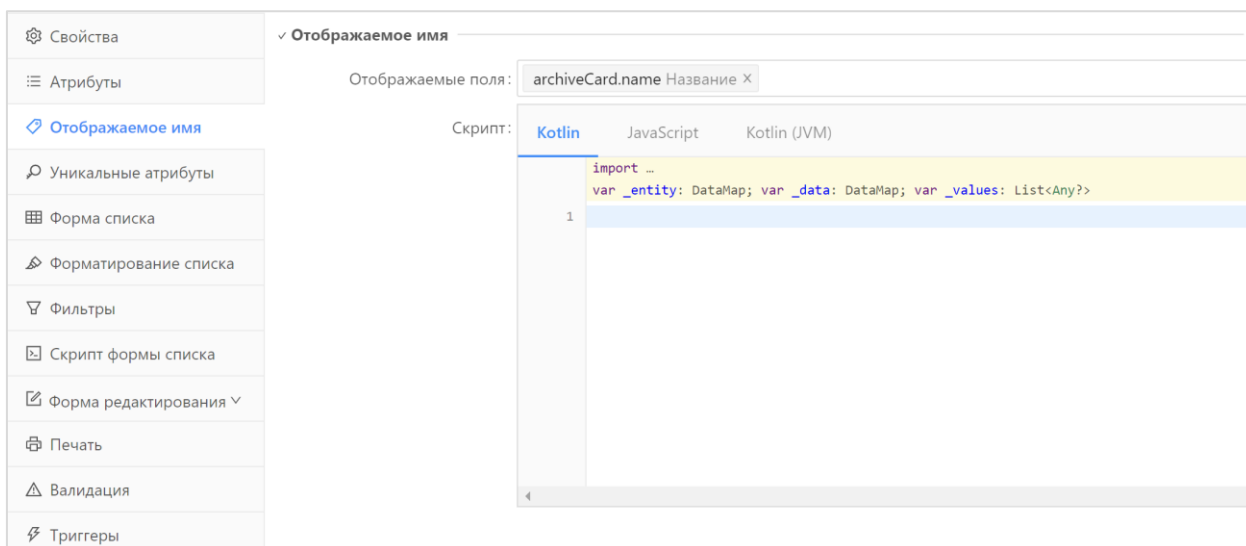 Свойства
Атрибуты
Отображаемое имя
Уникальные атрибуты
Форма списка
Форматирование списка
Фильтры
Скрипт формы списка
Форма редактирования
Печать
Валидация
Триггеры
Отображаемое имя
Отображаемые поля: archiveCard.name Название ×
Скрипт: Kotlin JavaScript Kotlin (JVM)
import …
var _entity: DataMap; var _data: DataMap; var _values: List<Any?>
1